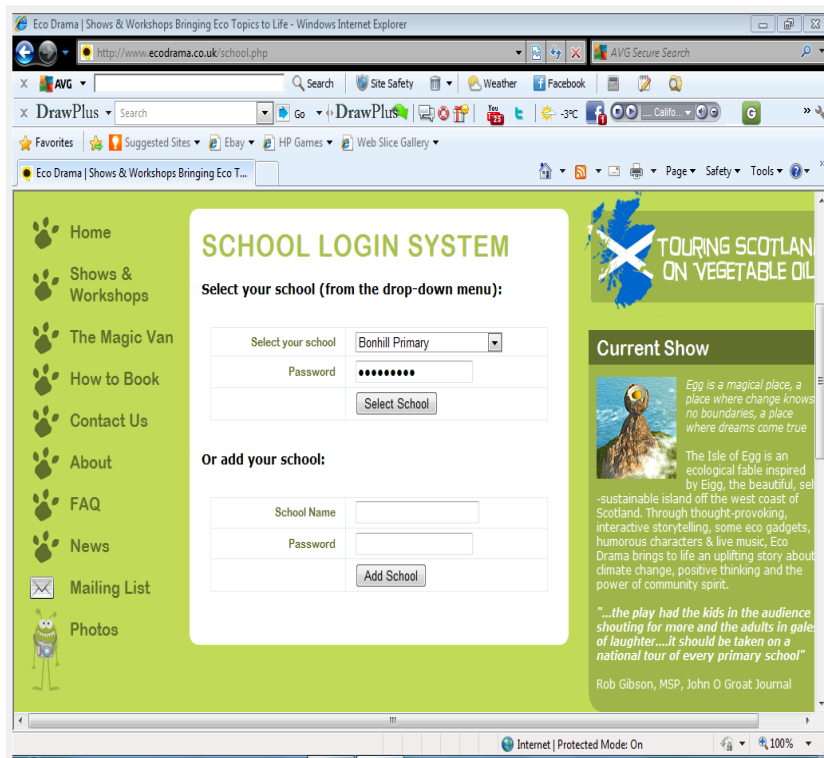 Eco Drama | Shows & Workshops Bringing Eco Topics to Life - Windows Internet Explorer
http://www.ecodrama.co.uk/school.php
AVG Secure Search
x AVG Search Site Safety Weather Facebook
x DrawPlus Search Go DrawPlus You 25 -3°C 1 .... Califo... G »
Favorites Suggested Sites Ebay HP Games Web Slice Gallery
Eco Drama | Shows & Workshops Bringing Eco T...
Page Safety Tools
Home
Shows &
Workshops
The Magic Van
How to Book
Contact Us
About
FAQ
News
Mailing List
Photos
SCHOOL LOGIN SYSTEM
Select your school (from the drop-down menu):
Select your school Bonhill Primary
Password •••••••••
Select School
Or add your school:
School Name
Password
Add School
TOURING SCOTLAN
ON VEGETABLE OIL
Current Show
Egg is a magical place, a
place where change knows
no boundaries, a place
where dreams come true
The Isle of Egg is an
ecological fable inspired
by Eigg, the beautiful, sel
-sustainable island off the west coast of
Scotland. Through thought-provoking,
interactive storytelling, some eco gadgets,
humorous characters & live music, Eco
Drama brings to life an uplifting story about
climate change, positive thinking and the
power of community spirit.
"...the play had the kids in the audience
shouting for more and the adults in gales
of laughter....it should be taken on a
national tour of every primary school"
Rob Gibson, MSP, John O Groat Journal
Internet | Protected Mode: On
100%